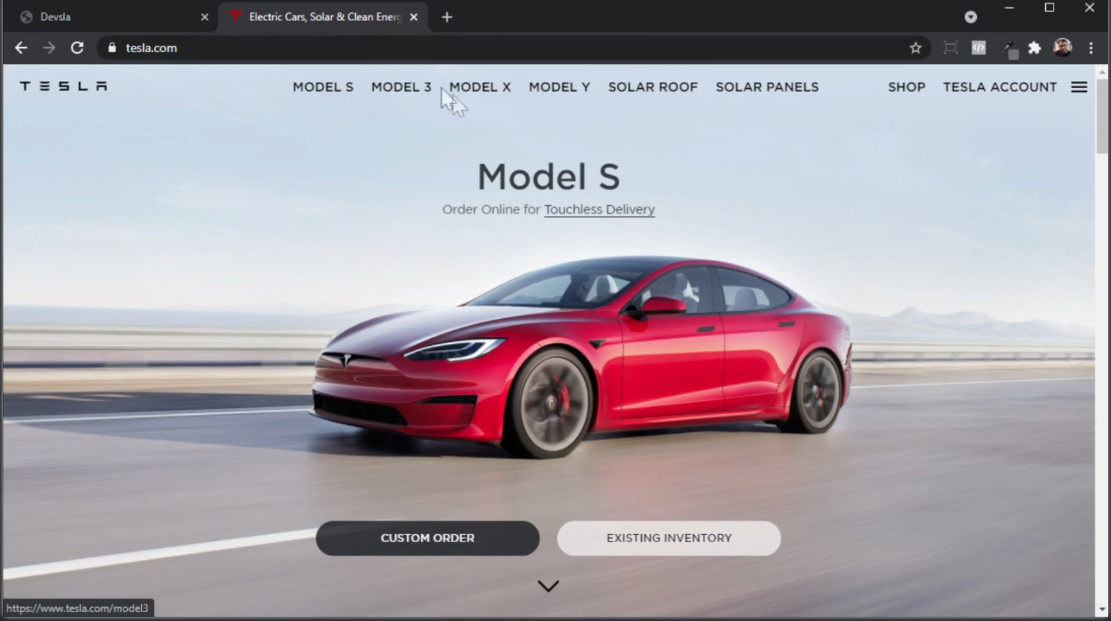 Devsla
Electric Cars, Solar & Clean Energ
tesla.com
TESLA
MODEL S MODEL 3 MODEL X MODEL Y SOLAR ROOF SOLAR PANELS SHOP TESLA ACCOUNT
Model S
Order Online for Touchless Delivery
CUSTOM ORDER
EXISTING INVENTORY
https://www.tesla.com/model3